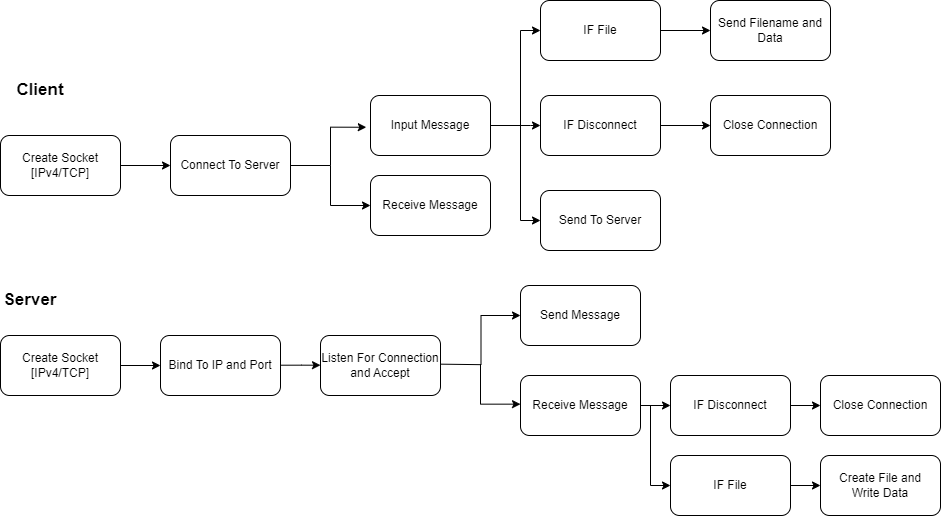 Client
Create Socket
[IPv4/TCP]
Connect To Server
Input Message
Receive Message
IF File
Send Filename and
Data
IF Disconnect
Close Connection
Send To Server
Server
Create Socket
[IPv4/TCP]
Bind To IP and Port
Listen For Connection
and Accept
Send Message
Receive Message
IF Disconnect
Close Connection
IF File
Create File and
Write Data